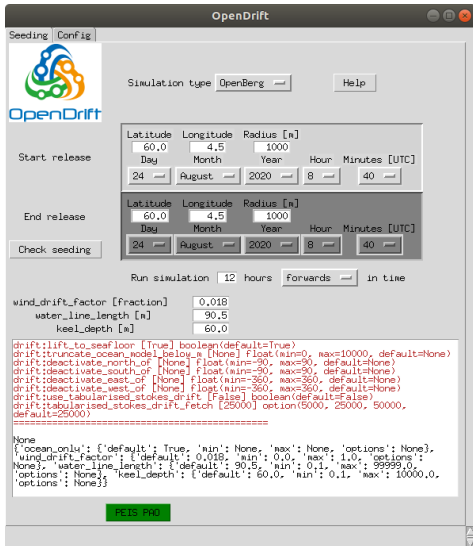 OpenDrift
Seeding Config
OpenDrift
Simulation type OpenBerg Help
Latitude Longitude Radius [m]
60.0 4.5 1000
Start release
Day Month Year Hour Minutes [UTC]
24 August 2020 8 40
Latitude Longitude Radius [m]
60.0 4.5 1000
End release
Day Month Year Hour Minutes [UTC]
24 August 2020 8 40
Check seeding
Run simulation 12 hours forwards in time
wind_drift_factor [fraction] 0.018
water_line_length [m] 90.5
keel_depth [m] 60.0
drift:lift_to_seafloor [True] boolean(default=True)
drift:truncate_ocean_model_below_m [None] float(min=0, max=10000, default=None)
drift:deactivate_north_of [None] float(min=-90, max=90, default=None)
drift:deactivate_south_of [None] float(min=-90, max=90, default=None)
drift:deactivate_east_of [None] float(min=-360, max=360, default=None)
drift:deactivate_west_of [None] float(min=-360, max=360, default=None)
drift:use_tabularised_stokes_drift [False] boolean(default=False)
drift:tabularised_stokes_drift_fetch [25000] option(5000, 25000, 50000,
default=25000)
==================================================
None
{'ocean_only': {'default': True, 'min': None, 'max': None, 'options': None},
'wind_drift_factor': {'default': 0.018, 'min': 0.0, 'max': 1.0, 'options':
None}, 'water_line_length': {'default': 90.5, 'min': 0.1, 'max': 99999.0,
'options': None}, 'keel_depth': {'default': 60.0, 'min': 0.1, 'max': 10000.0,
'options': None}}
PEIS PAO